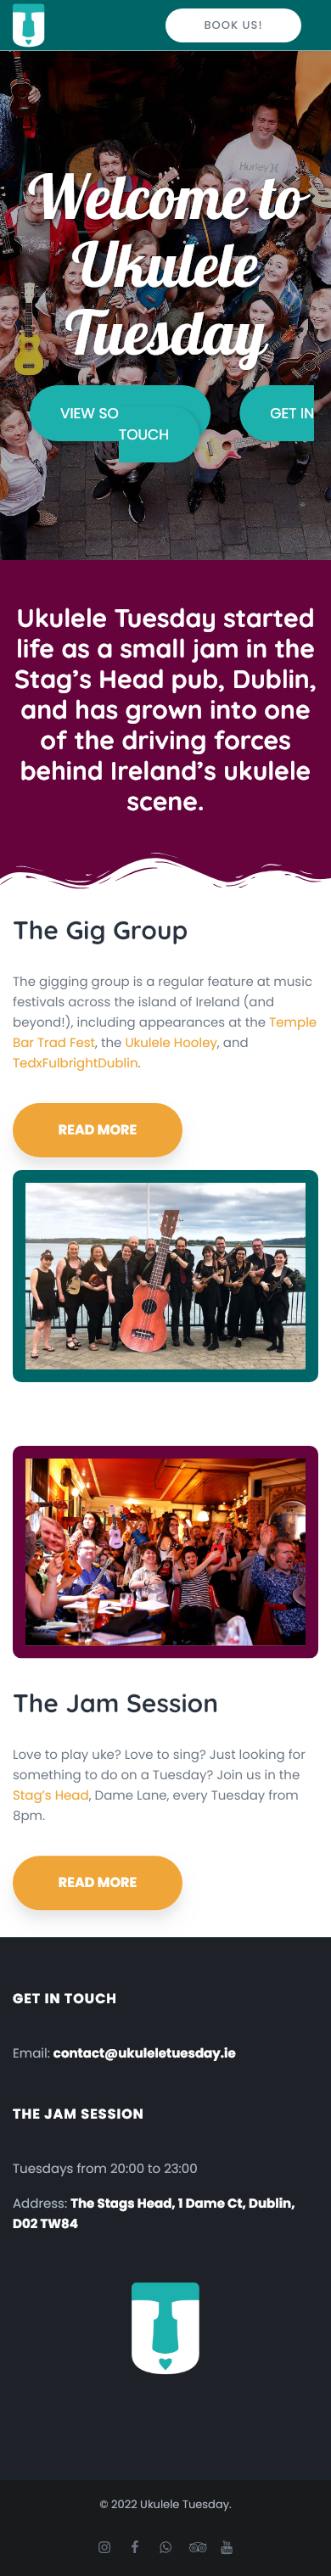 BOOK US!
Hurley}{
Welcome to
Ukulele
Tuesday
VIEW SO
GET IN
TOUCH
Ukulele Tuesday started
life as a small jam in the
Stag’s Head pub, Dublin,
and has grown into one
of the driving forces
behind Ireland’s ukulele
scene.
The Gig Group
The gigging group is a regular feature at music
festivals across the island of Ireland (and
beyond!), including appearances at the Temple
Bar Trad Fest, the Ukulele Hooley, and
TedxFulbrightDublin.
READ MORE
The Jam Session
Love to play uke? Love to sing? Just looking for
something to do on a Tuesday? Join us in the
Stag’s Head, Dame Lane, every Tuesday from
8pm.
READ MORE
GET IN TOUCH
Email: contact@ukuleletuesday.ie
THE JAM SESSION
Tuesdays from 20:00 to 23:00
Address: The Stags Head, 1 Dame Ct, Dublin,
D02 TW84
© 2022 Ukulele Tuesday.
You